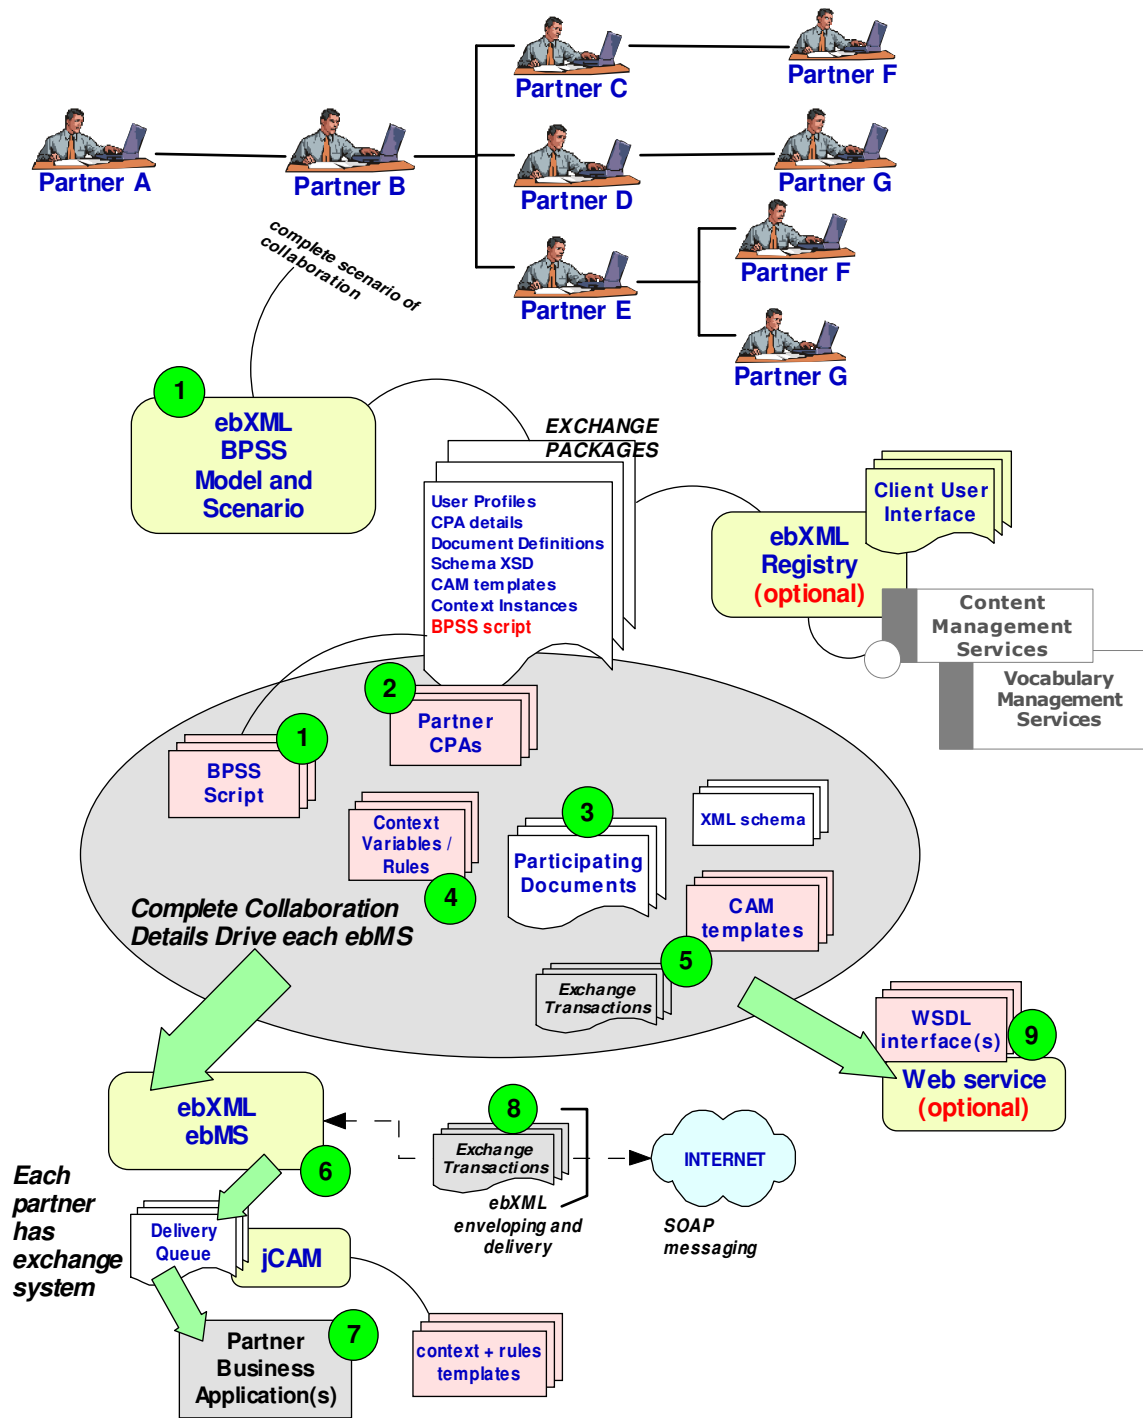 Partner C
Partner F
Partner A
Partner B
Partner D
Partner G
complete scenario of
collaboration
Partner E
Partner F
Partner G
1
ebXML
BPSS
Model and
Scenario
EXCHANGE
PACKAGES
User Profiles
CPA details
Document Definitions
Schema XSD
CAM templates
Context Instances
BPSS script
Client User
Interface
ebXML
Registry
(optional)
Content
Management
Services
Vocabulary
Management
Services
2
Partner
CPAs
1
BPSS
Script
3
Participating
Documents
XML schema
Context
Variables /
Rules
4
CAM
templates
5
Exchange
Transactions
Complete Collaboration
Details Drive each ebMS
WSDL
interface(s)
9
Web service
(optional)
ebXML
ebMS
6
8
Exchange
Transactions
ebXML
enveloping and
delivery
INTERNET
SOAP
messaging
Each
partner
has
exchange
system
Delivery
Queue
jCAM
7
Partner
Business
Application(s)
context + rules
templates